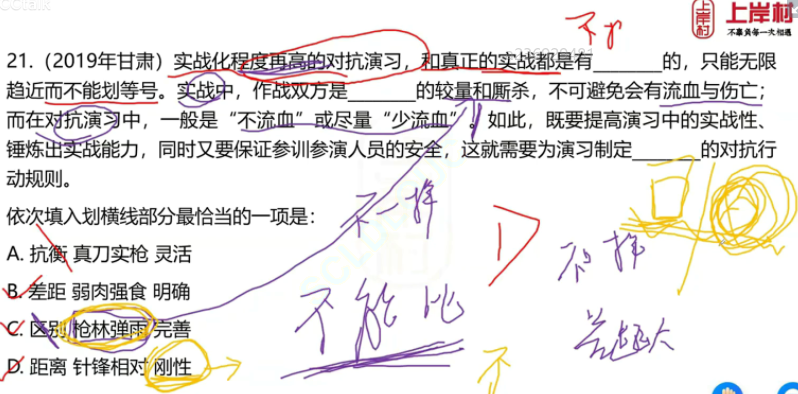 上岸村
不辜负每一次相遇
21.（2019年甘肃）实战化程度再高的对抗演习，和真正的实战都是有_______的，只能无限
趋近而不能划等号。实战中，作战双方是_______的较量和厮杀，不可避免会有流血与伤亡；
而在对抗演习中，一般是“不流血”或尽量“少流血”。如此，既要提高演习中的实战性、
锤炼出实战能力，同时又要保证参训参演人员的安全，这就需要为演习制定_______的对抗行
动规则。
依次填入划横线部分最恰当的一项是：
不一样
A. 抗衡 真刀实枪 灵活
不一样
B. 差距 弱肉强食 明确
不能比
C. 区别 枪林弹雨 完善
D. 距离 针锋相对 刚性
不